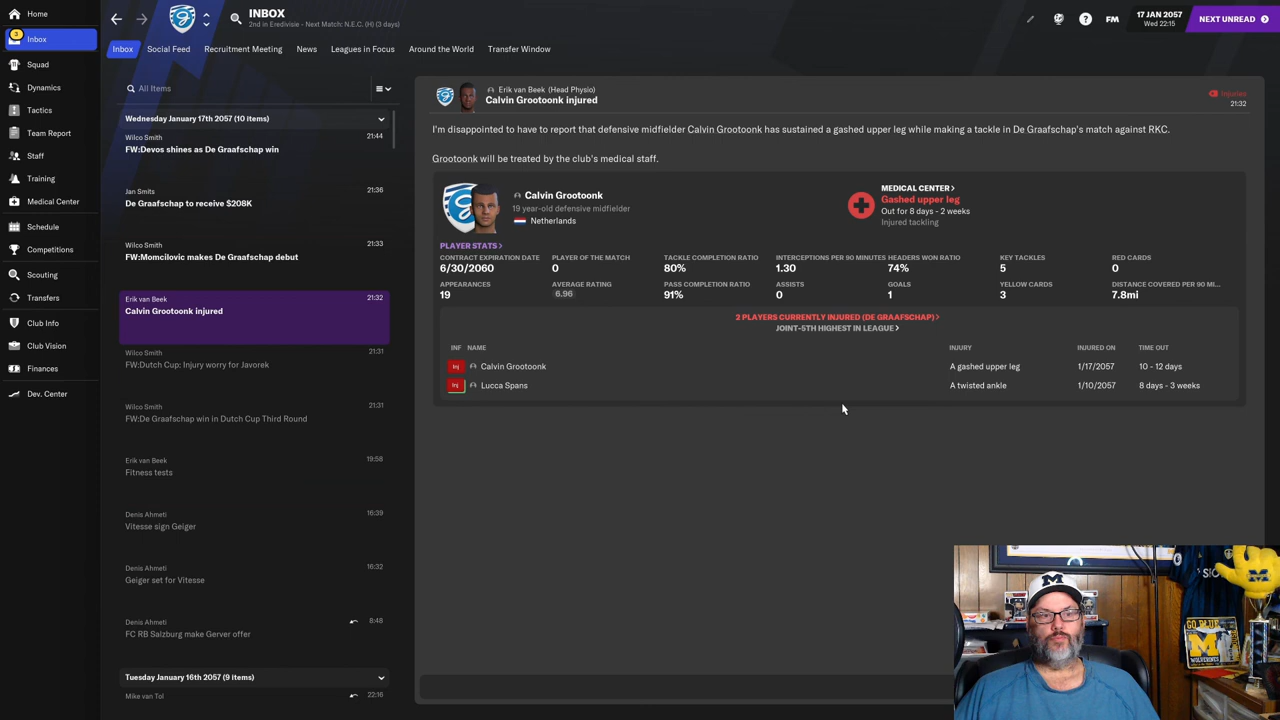 Home
3
Inbox
Squad
Dynamics
Tactics
Team Report
Staff
Training
Medical Center
Schedule
Competitions
Scouting
Transfers
Club Info
Club Vision
Finances
Dev. Center
INBOX
2nd in Eredivisie - Next Match: N.E.C. (H) (3 days)
?
FM
17 JAN 2057
Wed 22:15
NEXT UNREAD
Inbox
Social Feed
Recruitment Meeting
News
Leagues in Focus
Around the World
Transfer Window
All Items
Wednesday January 17th 2057 (10 items)
Wilco Smith
21:44
FW:Devos shines as De Graafschap win
Jan Smits
21:36
De Graafschap to receive $208K
Wilco Smith
21:33
FW:Momcilovic makes De Graafschap debut
Erik van Beek
21:32
Calvin Grootoonk injured
Wilco Smith
21:31
FW:Dutch Cup: Injury worry for Javorek
Wilco Smith
21:31
FW:De Graafschap win in Dutch Cup Third Round
Erik van Beek
19:58
Fitness tests
Denis Ahmeti
16:39
Vitesse sign Geiger
Denis Ahmeti
16:32
Geiger set for Vitesse
Denis Ahmeti
8:48
FC RB Salzburg make Gerver offer
Tuesday January 16th 2057 (9 items)
Mike van Tol
22:16
Erik van Beek (Head Physio)
Calvin Grootoonk injured
Injuries
21:32
I'm disappointed to have to report that defensive midfielder Calvin Grootoonk has sustained a gashed upper leg while making a tackle in De Graafschap's match against RKC.
Grootoonk will be treated by the club's medical staff.
Calvin Grootoonk
19 year-old defensive midfielder
Netherlands
MEDICAL CENTER >
Gashed upper leg
Out for 8 days - 2 weeks
Injured tackling
PLAYER STATS >
CONTRACT EXPIRATION DATE
PLAYER OF THE MATCH
TACKLE COMPLETION RATIO
INTERCEPTIONS PER 90 MINUTES
HEADERS WON RATIO
KEY TACKLES
RED CARDS
6/30/2060
0
80%
1.30
74%
5
0
APPEARANCES
AVERAGE RATING
PASS COMPLETION RATIO
ASSISTS
GOALS
YELLOW CARDS
DISTANCE COVERED PER 90 MI...
19
6.96
91%
0
1
3
7.8mi
2 PLAYERS CURRENTLY INJURED (DE GRAAFSCHAP) >
JOINT-5TH HIGHEST IN LEAGUE >
INF
NAME
INJURY
INJURED ON
TIME OUT
Inj
Calvin Grootoonk
A gashed upper leg
1/17/2057
10 - 12 days
Inj
Lucca Spans
A twisted ankle
1/10/2057
8 days - 3 weeks
M
GO BLUE
M
WOLVERINES
M